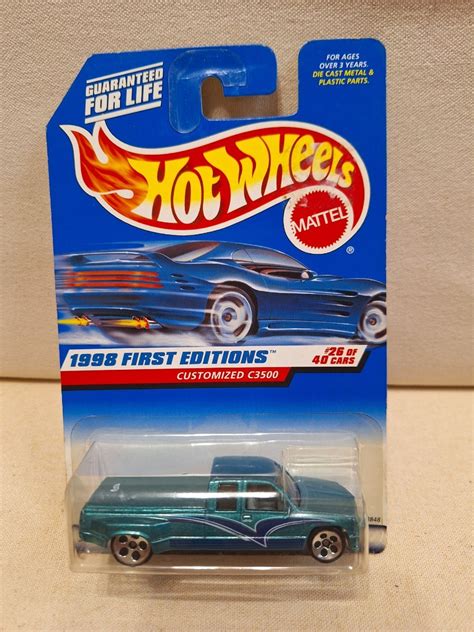 GUARANTEED
FOR LIFE
FOR AGES
OVER 3 YEARS.
DIE CAST METAL &
PLASTIC PARTS.
HOT WHEELS
MATTEL
1998 FIRST EDITIONS™
#26 OF
40 CARS
CUSTOMIZED C3500